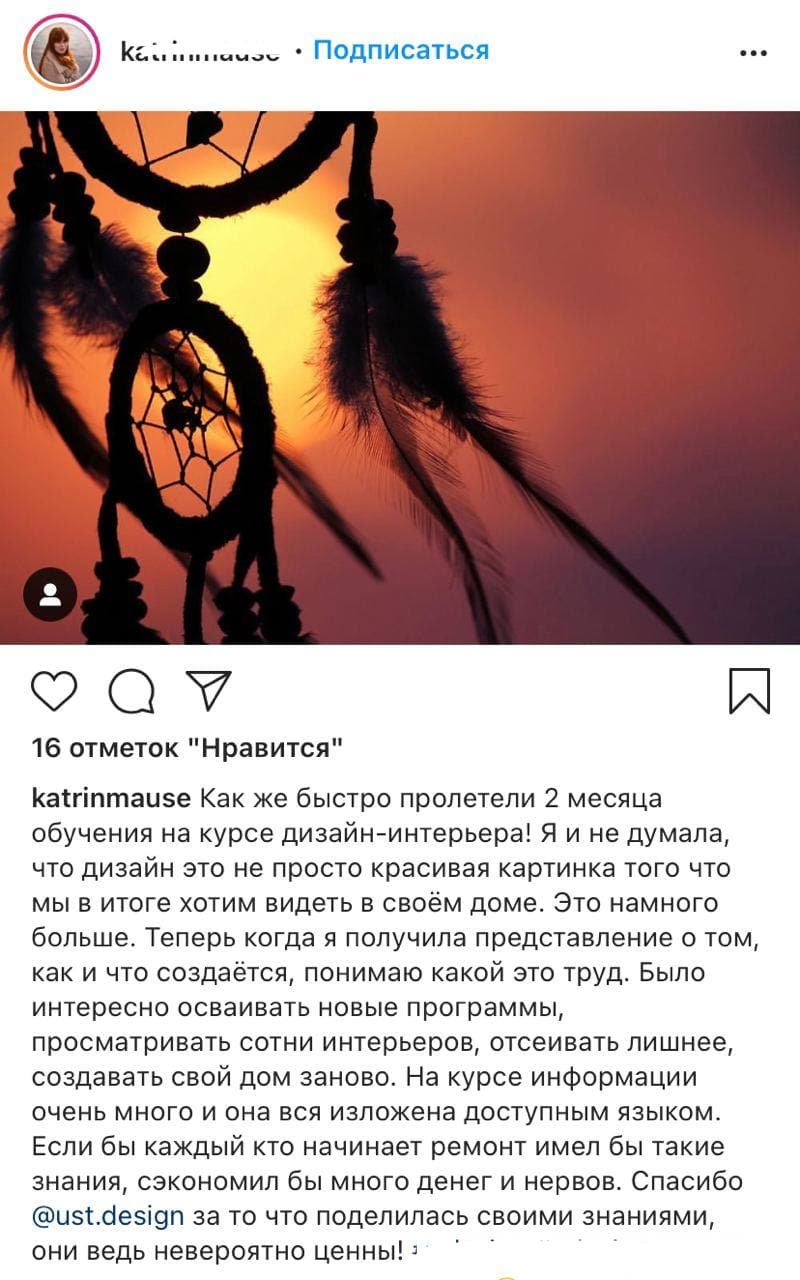 Подписаться
16 отметок "Нравится"
katrinmause Как же быстро пролетели 2 месяца
обучения на курсе дизайн-интерьера! Я и не думала,
что дизайн это не просто красивая картинка того что
мы в итоге хотим видеть в своём доме. Это намного
больше. Теперь когда я получила представление о том,
как и что создаётся, понимаю какой это труд. Было
интересно осваивать новые программы,
просматривать сотни интерьеров, отсеивать лишнее,
создавать свой дом заново. На курсе информации
очень много и она вся изложена доступным языком.
Если бы каждый кто начинает ремонт имел бы такие
знания, сэкономил бы много денег и нервов. Спасибо
@ust.design за то что поделилась своими знаниями,
они ведь невероятно ценны!